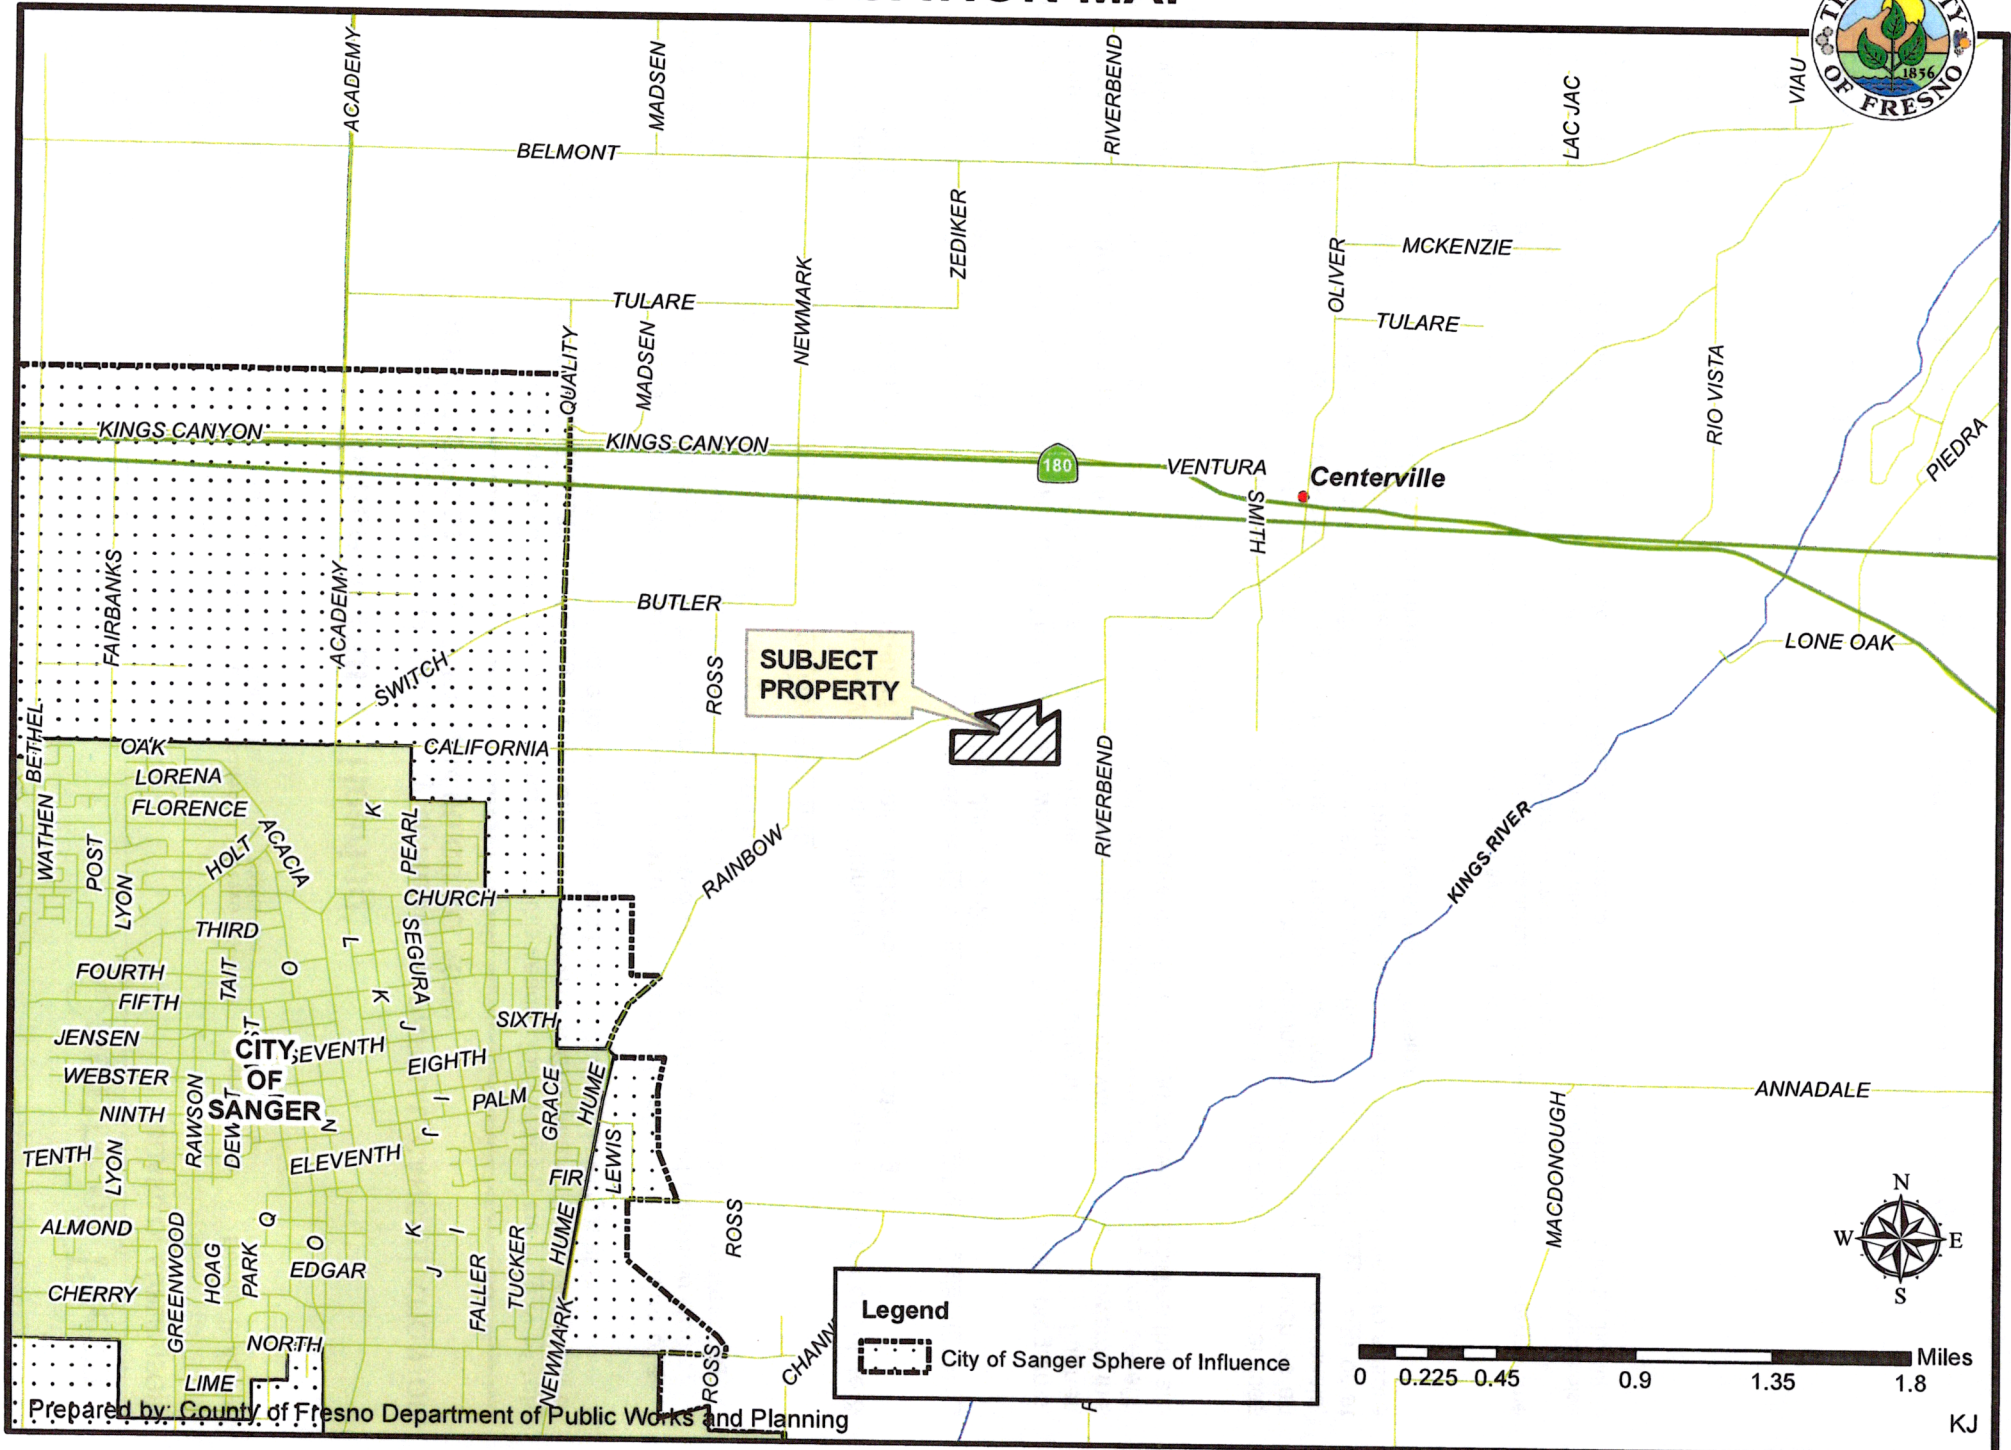 OF FRESNO
1856
ACADEMY
MADSEN
RIVERBEND
LAC JAC
VIAU
BELMONT
ZEDIKER
NEWMARK
OLIVER
MCKENZIE
TULARE
TULARE
QUALITY
MADSEN
RIO VISTA
PIEDRA
KINGS CANYON
KINGS CANYON
180
VENTURA
SMITH
Centerville
FAIRBANKS
ACADEMY
SWITCH
BUTLER
ROSS
SUBJECT
PROPERTY
LONE OAK
BETHEL
OAK
CALIFORNIA
LORENA
FLORENCE
WATHEN
POST
LYON
HOLT
ACACIA
K
PEARL
RIVERBEND
RAINBOW
KINGS RIVER
CHURCH
THIRD
L
SEGURA
FOURTH
TAIT
O
FIFTH
K
SIXTH
JENSEN
J
CITY
OF
SANGER
EIGHTH
WEBSTER
RAWSON
PALM
GRACE
HUME
NINTH
I
N
J
LEWIS
TENTH
LYON
ELEVENTH
FIR
ANNADALE
MACDONOUGH
ALMOND
GREENWOOD
HOAG
PARK
Q
O
EDGAR
K
I
J
FALLER
TUCKER
HUME
ROSS
CHERRY
NORTH
NEWMARK
ROSS
LIME
N
W
E
S
Legend
City of Sanger Sphere of Influence
Miles
0 0.225 0.45 0.9 1.35 1.8
Prepared by: County of Fresno Department of Public Works and Planning
KJ